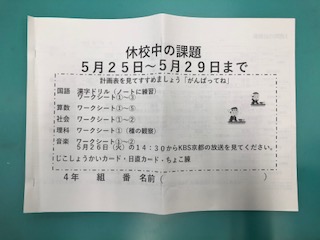 休校中の課題
5月25日～5月29日まで
計画表を見てすすめましょう「がんばってね」
国語 漢字ドリル（ノートに練習）
ワークシート①～③
算数 ワークシート①～⑤
社会 ワークシート①～②
理科 ワークシート①（種の観察）
音楽 ワークシート①～②
5月26日（火）の14：30からKBS京都の放送を見てください。
じこしょうかいカード・日直カード・ちょこ編
4年 組 番 名前（ ）